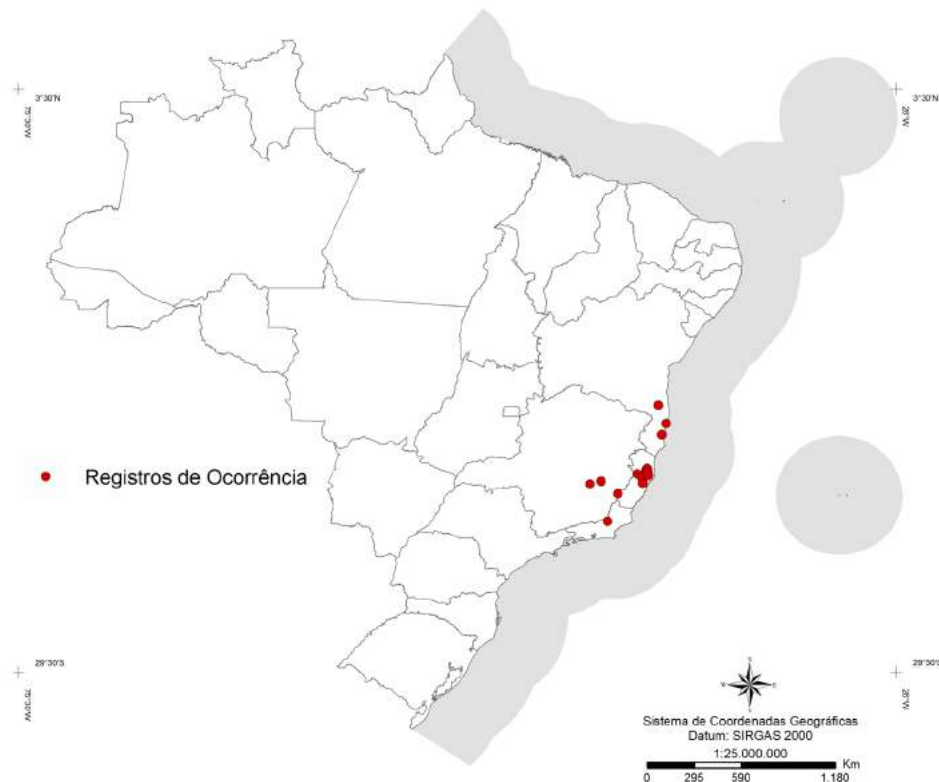 3°30'N
75°30'W
3°30'N
25°W
Registros de Ocorrência
29°30'S
75°30'W
29°30'S
25°W
N
W
E
S
Sistema de Coordenadas Geográficas
Datum: SIRGAS 2000
1:25.000.000
Km
0 295 590 1.180